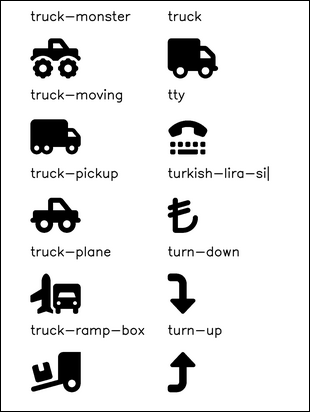 truck-monster truck
truck-moving tty
truck-pickup turkish-lira-si
truck-plane turn-down
truck-ramp-box turn-up